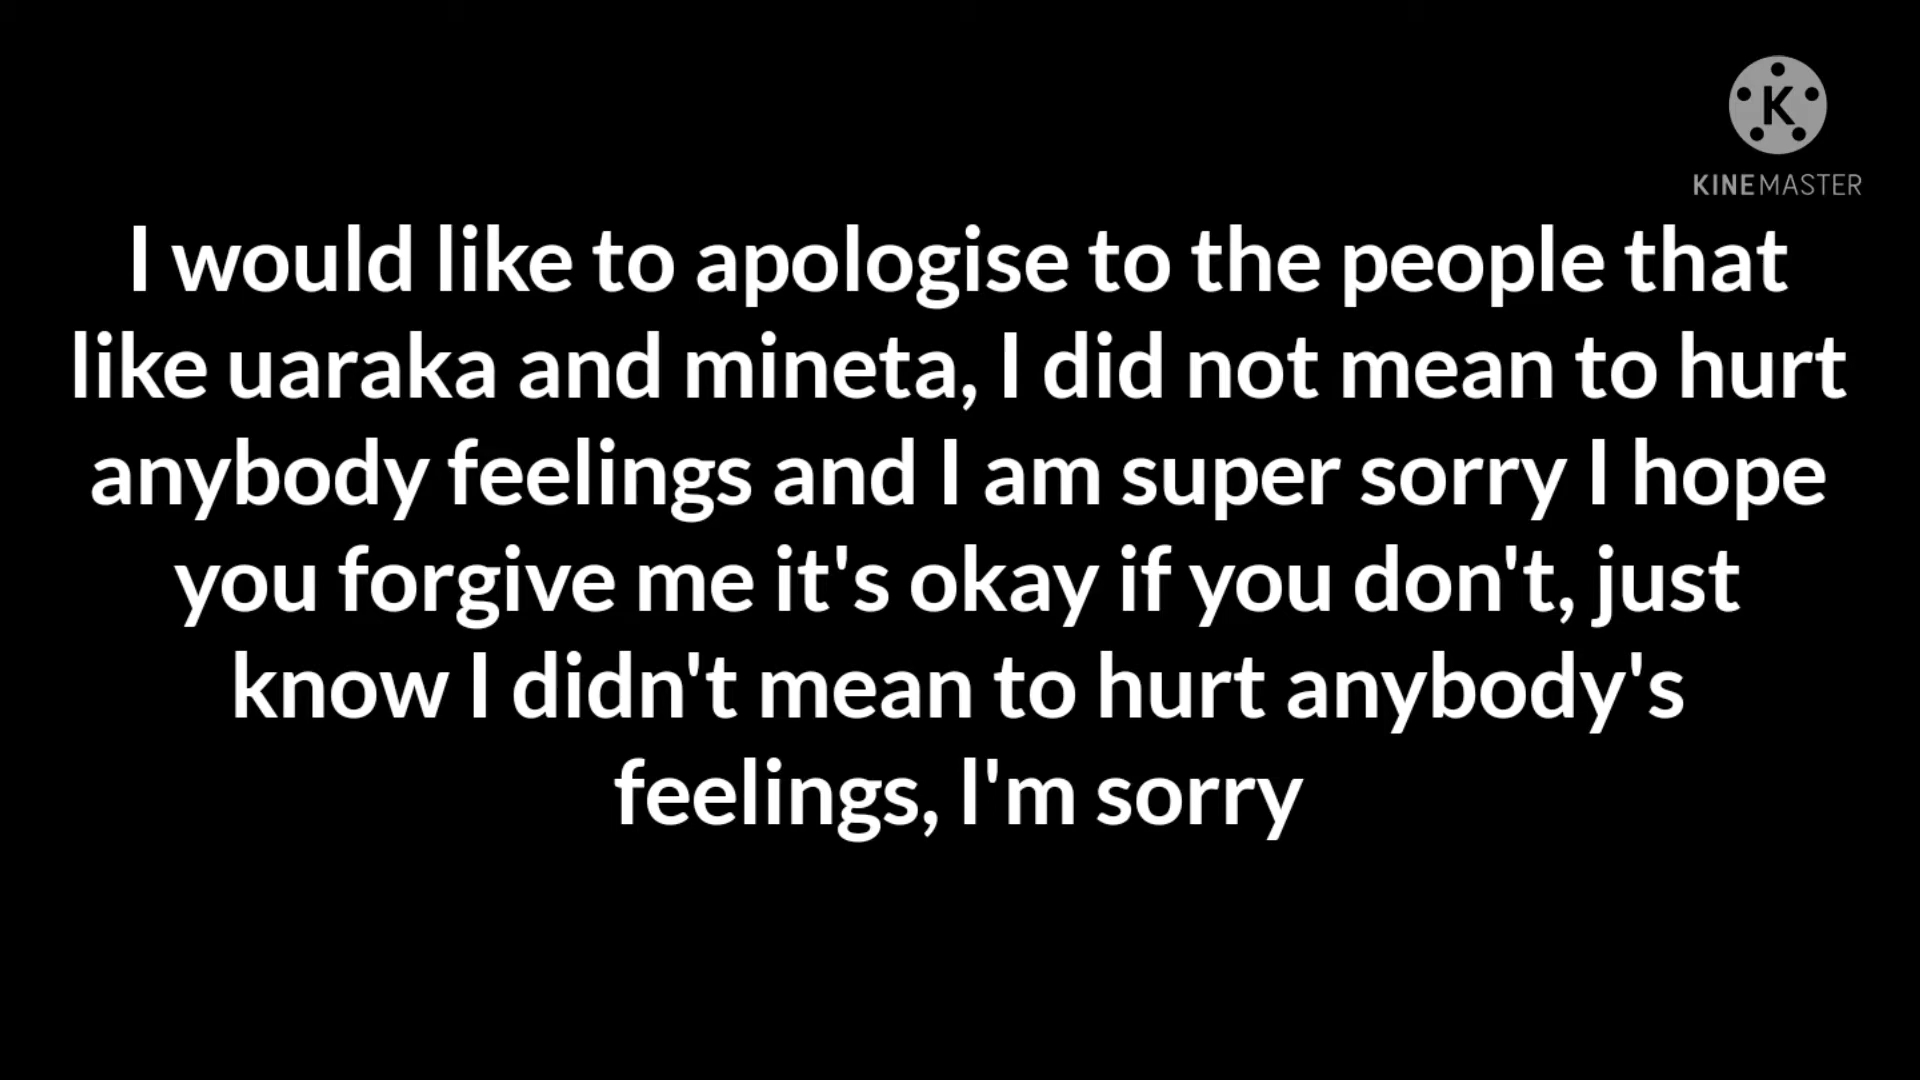 K
KINEMASTER
I would like to apologise to the people that
like uaraka and mineta, I did not mean to hurt
anybody feelings and I am super sorry I hope
you forgive me it's okay if you don't, just
know I didn't mean to hurt anybody's
feelings, I'm sorry